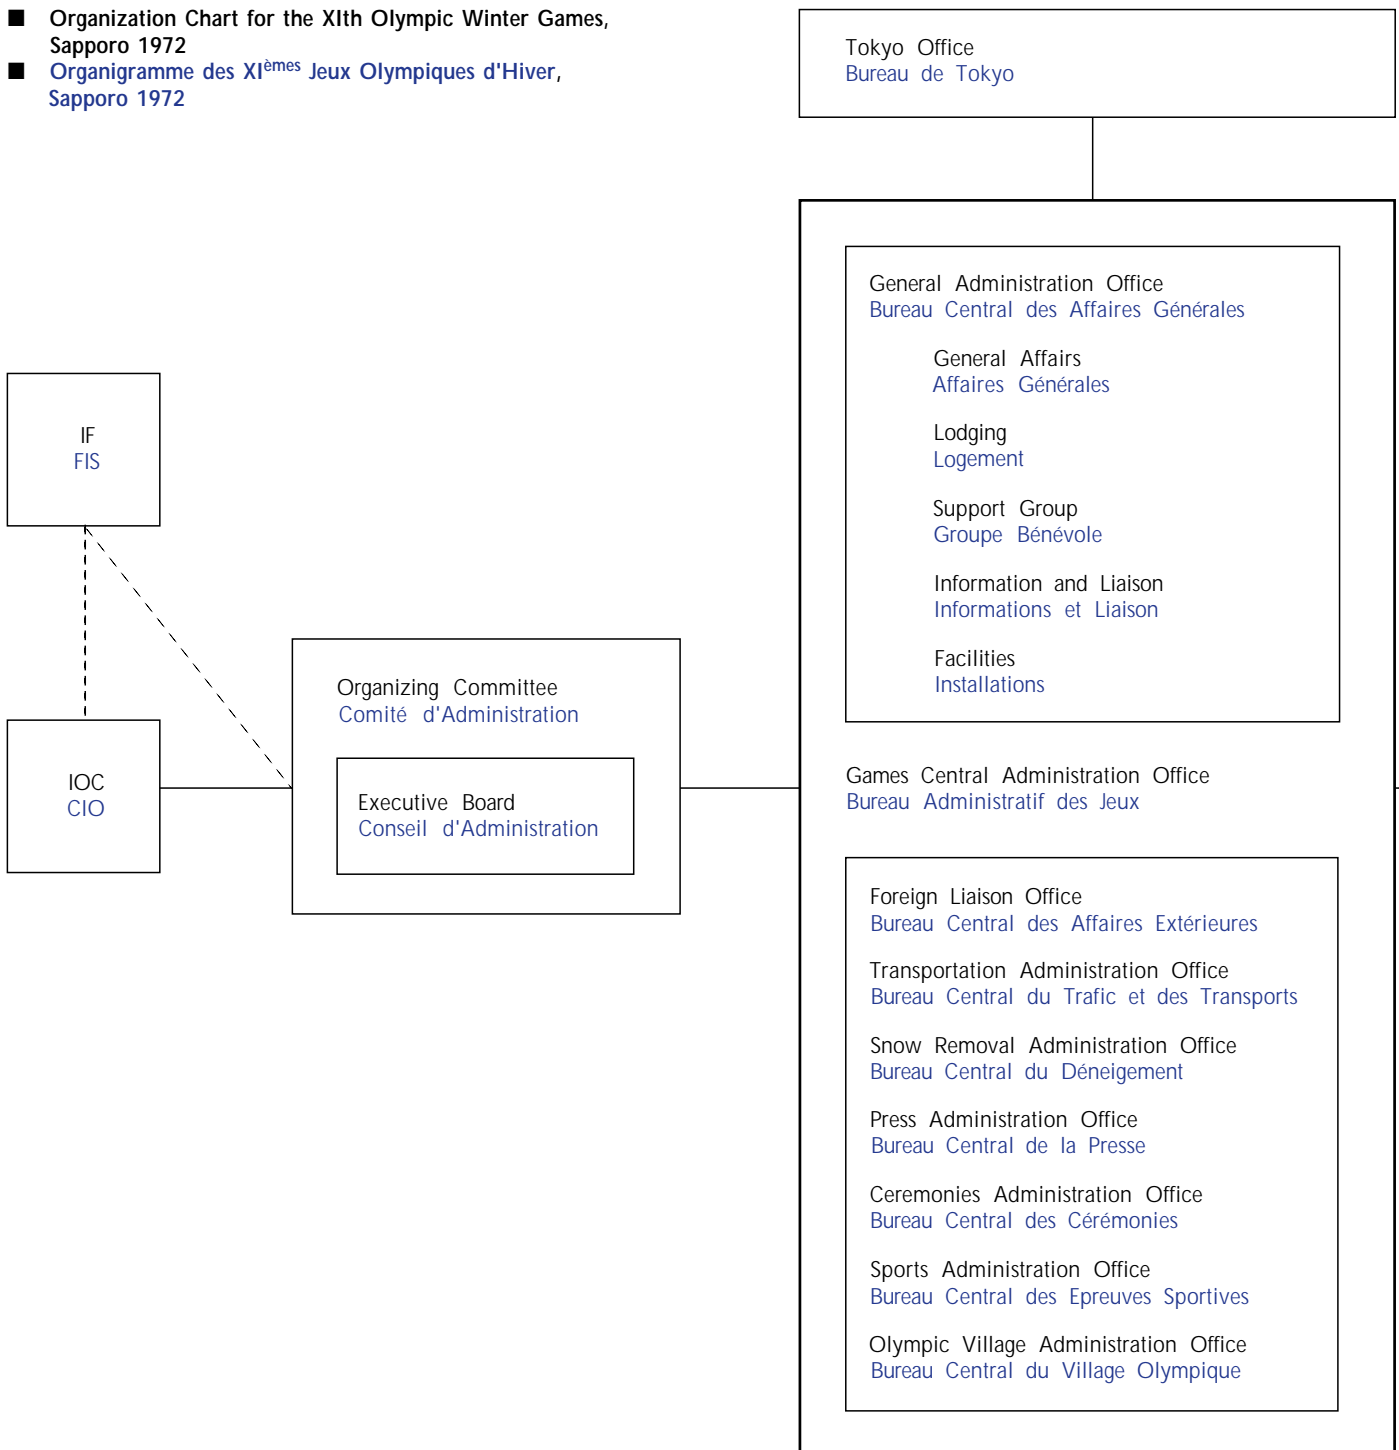 ■ Organization Chart for the XIth Olympic Winter Games,
Sapporo 1972
■ Organigramme des XIèmes Jeux Olympiques d'Hiver,
Sapporo 1972
Tokyo Office
Bureau de Tokyo
General Administration Office
Bureau Central des Affaires Générales
General Affairs
Affaires Générales
Lodging
Logement
Support Group
Groupe Bénévole
Information and Liaison
Informations et Liaison
Facilities
Installations
IF
FIS
IOC
CIO
Organizing Committee
Comité d'Administration
Executive Board
Conseil d'Administration
Games Central Administration Office
Bureau Administratif des Jeux
Foreign Liaison Office
Bureau Central des Affaires Extérieures
Transportation Administration Office
Bureau Central du Trafic et des Transports
Snow Removal Administration Office
Bureau Central du Déneigement
Press Administration Office
Bureau Central de la Presse
Ceremonies Administration Office
Bureau Central des Cérémonies
Sports Administration Office
Bureau Central des Epreuves Sportives
Olympic Village Administration Office
Bureau Central du Village Olympique